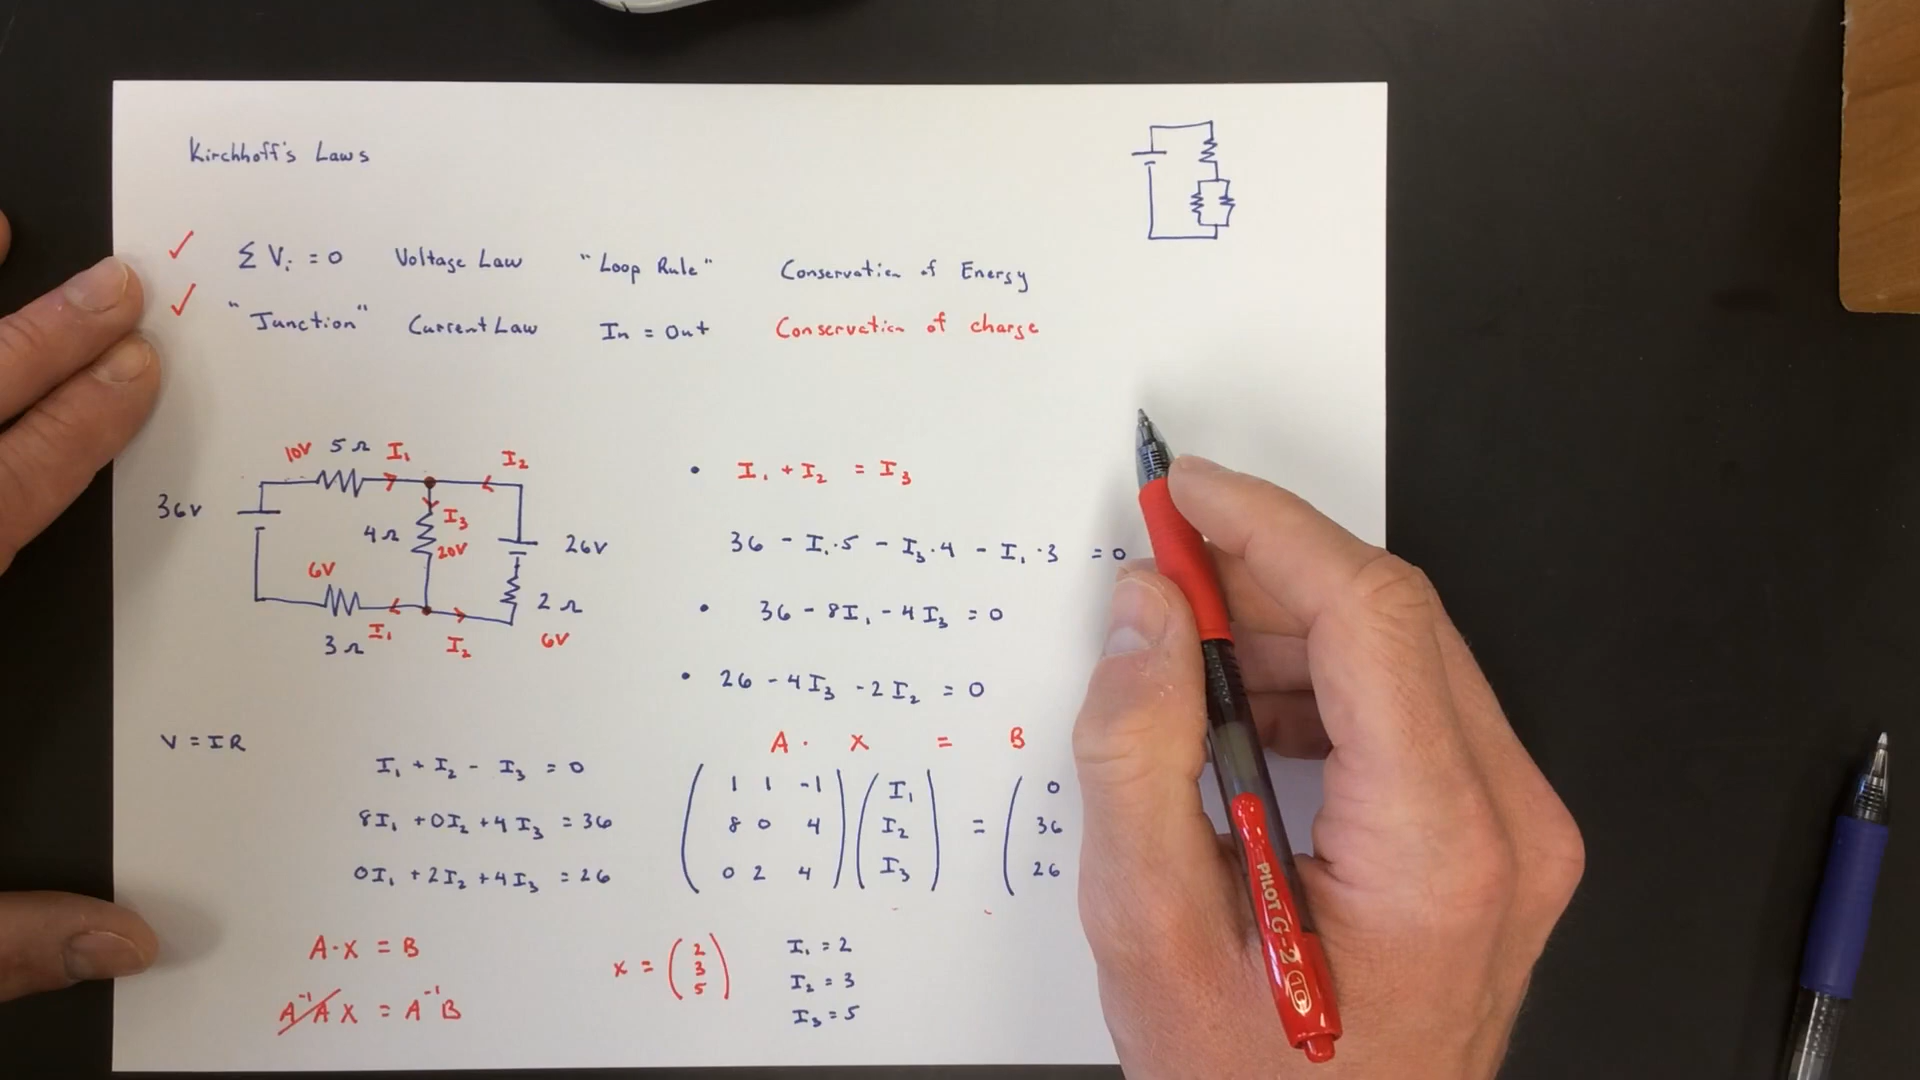 Kirchhoff's Laws
✓ Σ Vᵢ = 0 Voltage Law "Loop Rule" Conservation of Energy
✓ "Junction" Current Law In = Out Conservation of charge
10V 5Ω I₁ I₂
36V
4Ω I₃
20V
26V
6V
2Ω
3Ω I₁ I₂ 6V
• I₁ + I₂ = I₃
36 - I₁·5 - I₃·4 - I₁·3 = 0
• 36 - 8I₁ - 4I₃ = 0
• 26 - 4I₃ - 2I₂ = 0
V = IR
I₁ + I₂ - I₃ = 0
8I₁ + 0I₂ + 4I₃ = 36
0I₁ + 2I₂ + 4I₃ = 26
A · X = B
1 1 -1 I₁ 0
8 0 4 I₂ = 36
0 2 4 I₃ 26
A·X = B
A⁻¹A X = A⁻¹B
X = (2 3 5)
I₁ = 2
I₂ = 3
I₃ = 5
PILOT G-2 10